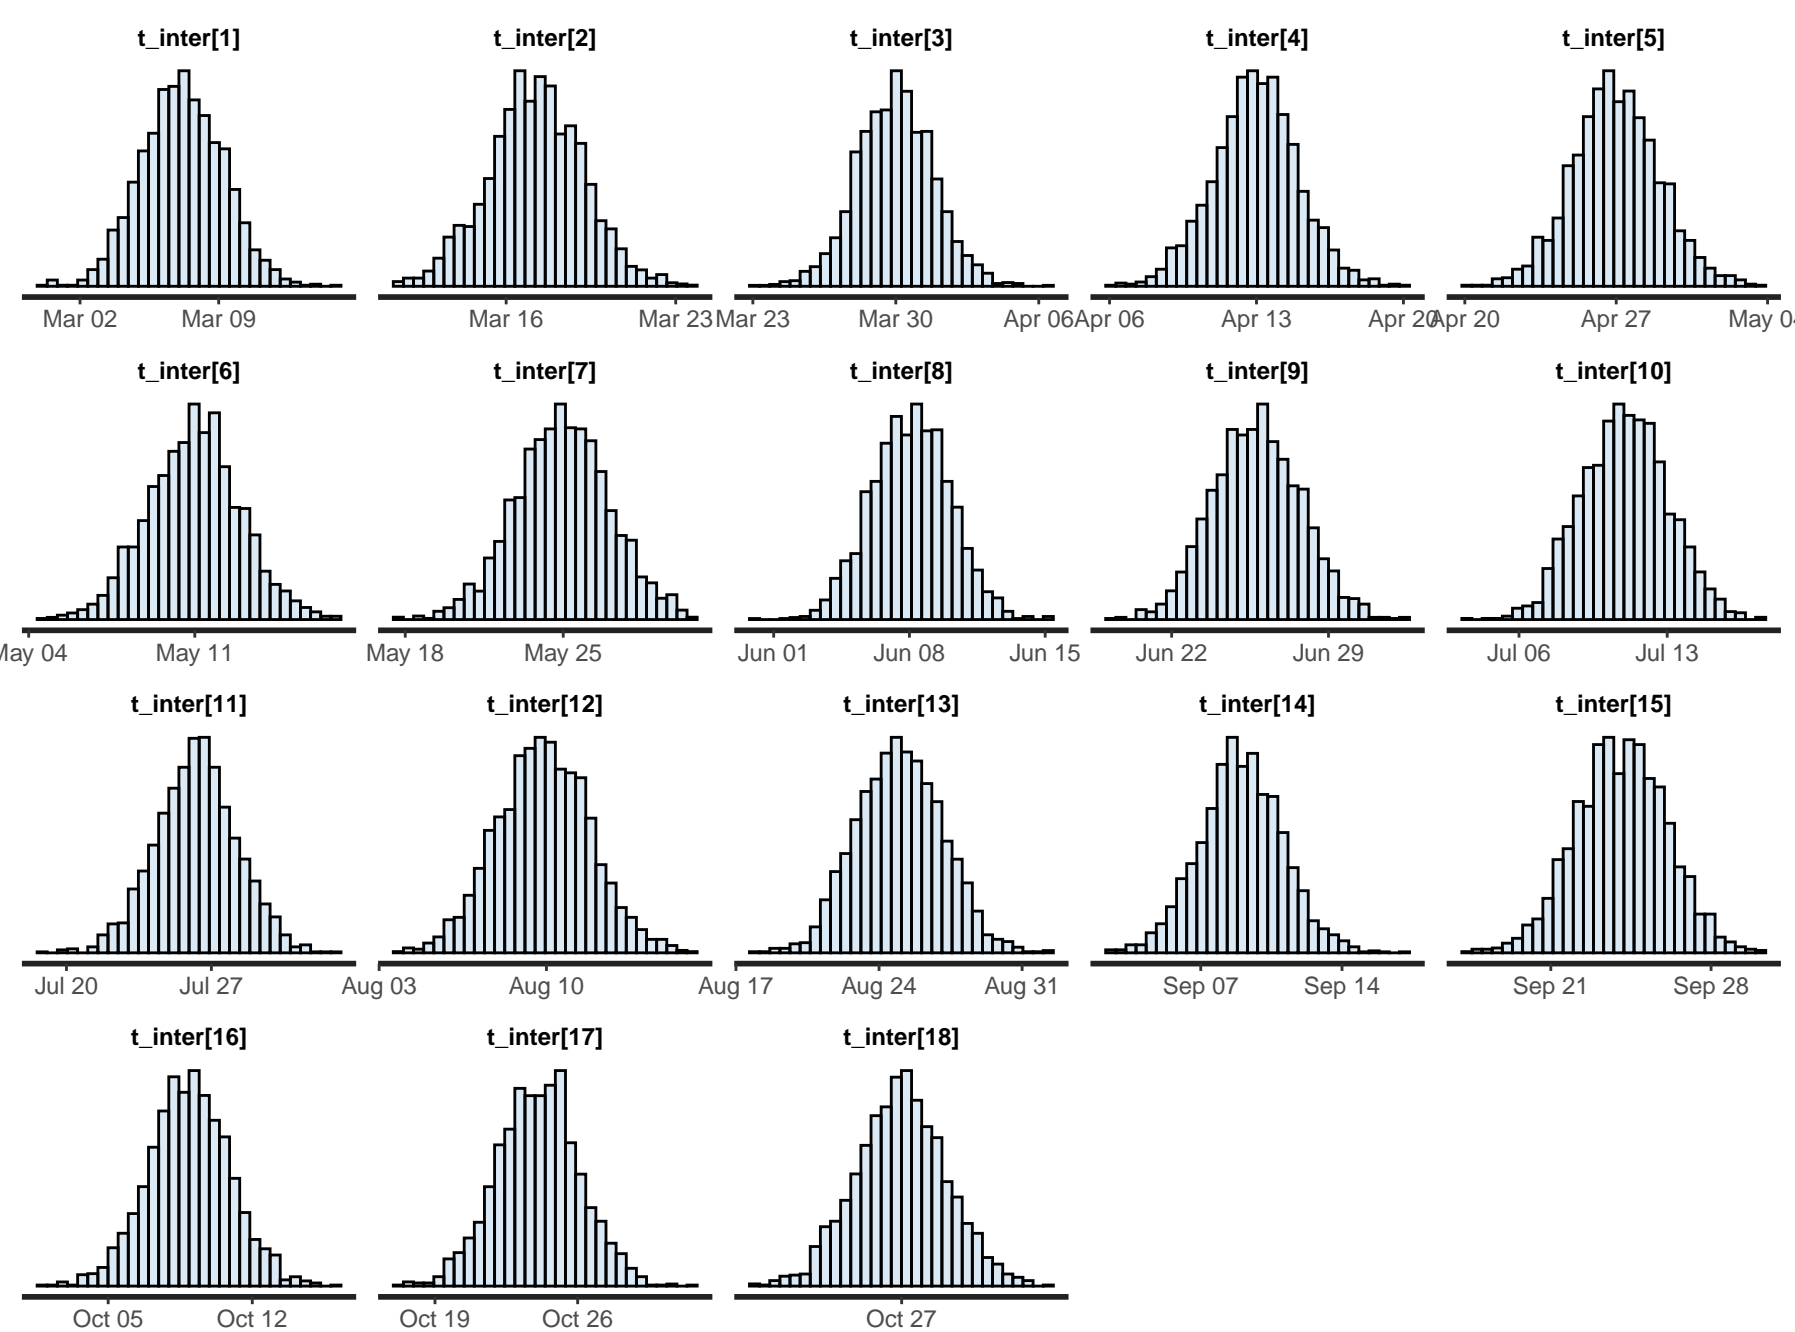 t_inter[1] t_inter[2] t_inter[3] t_inter[4] t_inter[5]
Mar 02 Mar 09 Mar 16 Mar 23 Mar 23 Mar 30 Apr 06 Apr 06 Apr 13 Apr 20 Apr 20 Apr 27 May 04
t_inter[6] t_inter[7] t_inter[8] t_inter[9] t_inter[10]
May 04 May 11 May 18 May 25 Jun 01 Jun 08 Jun 15 Jun 22 Jun 29 Jul 06 Jul 13
t_inter[11] t_inter[12] t_inter[13] t_inter[14] t_inter[15]
Jul 20 Jul 27 Aug 03 Aug 10 Aug 17 Aug 24 Aug 31 Sep 07 Sep 14 Sep 21 Sep 28
t_inter[16] t_inter[17] t_inter[18]
Oct 05 Oct 12 Oct 19 Oct 26 Oct 27